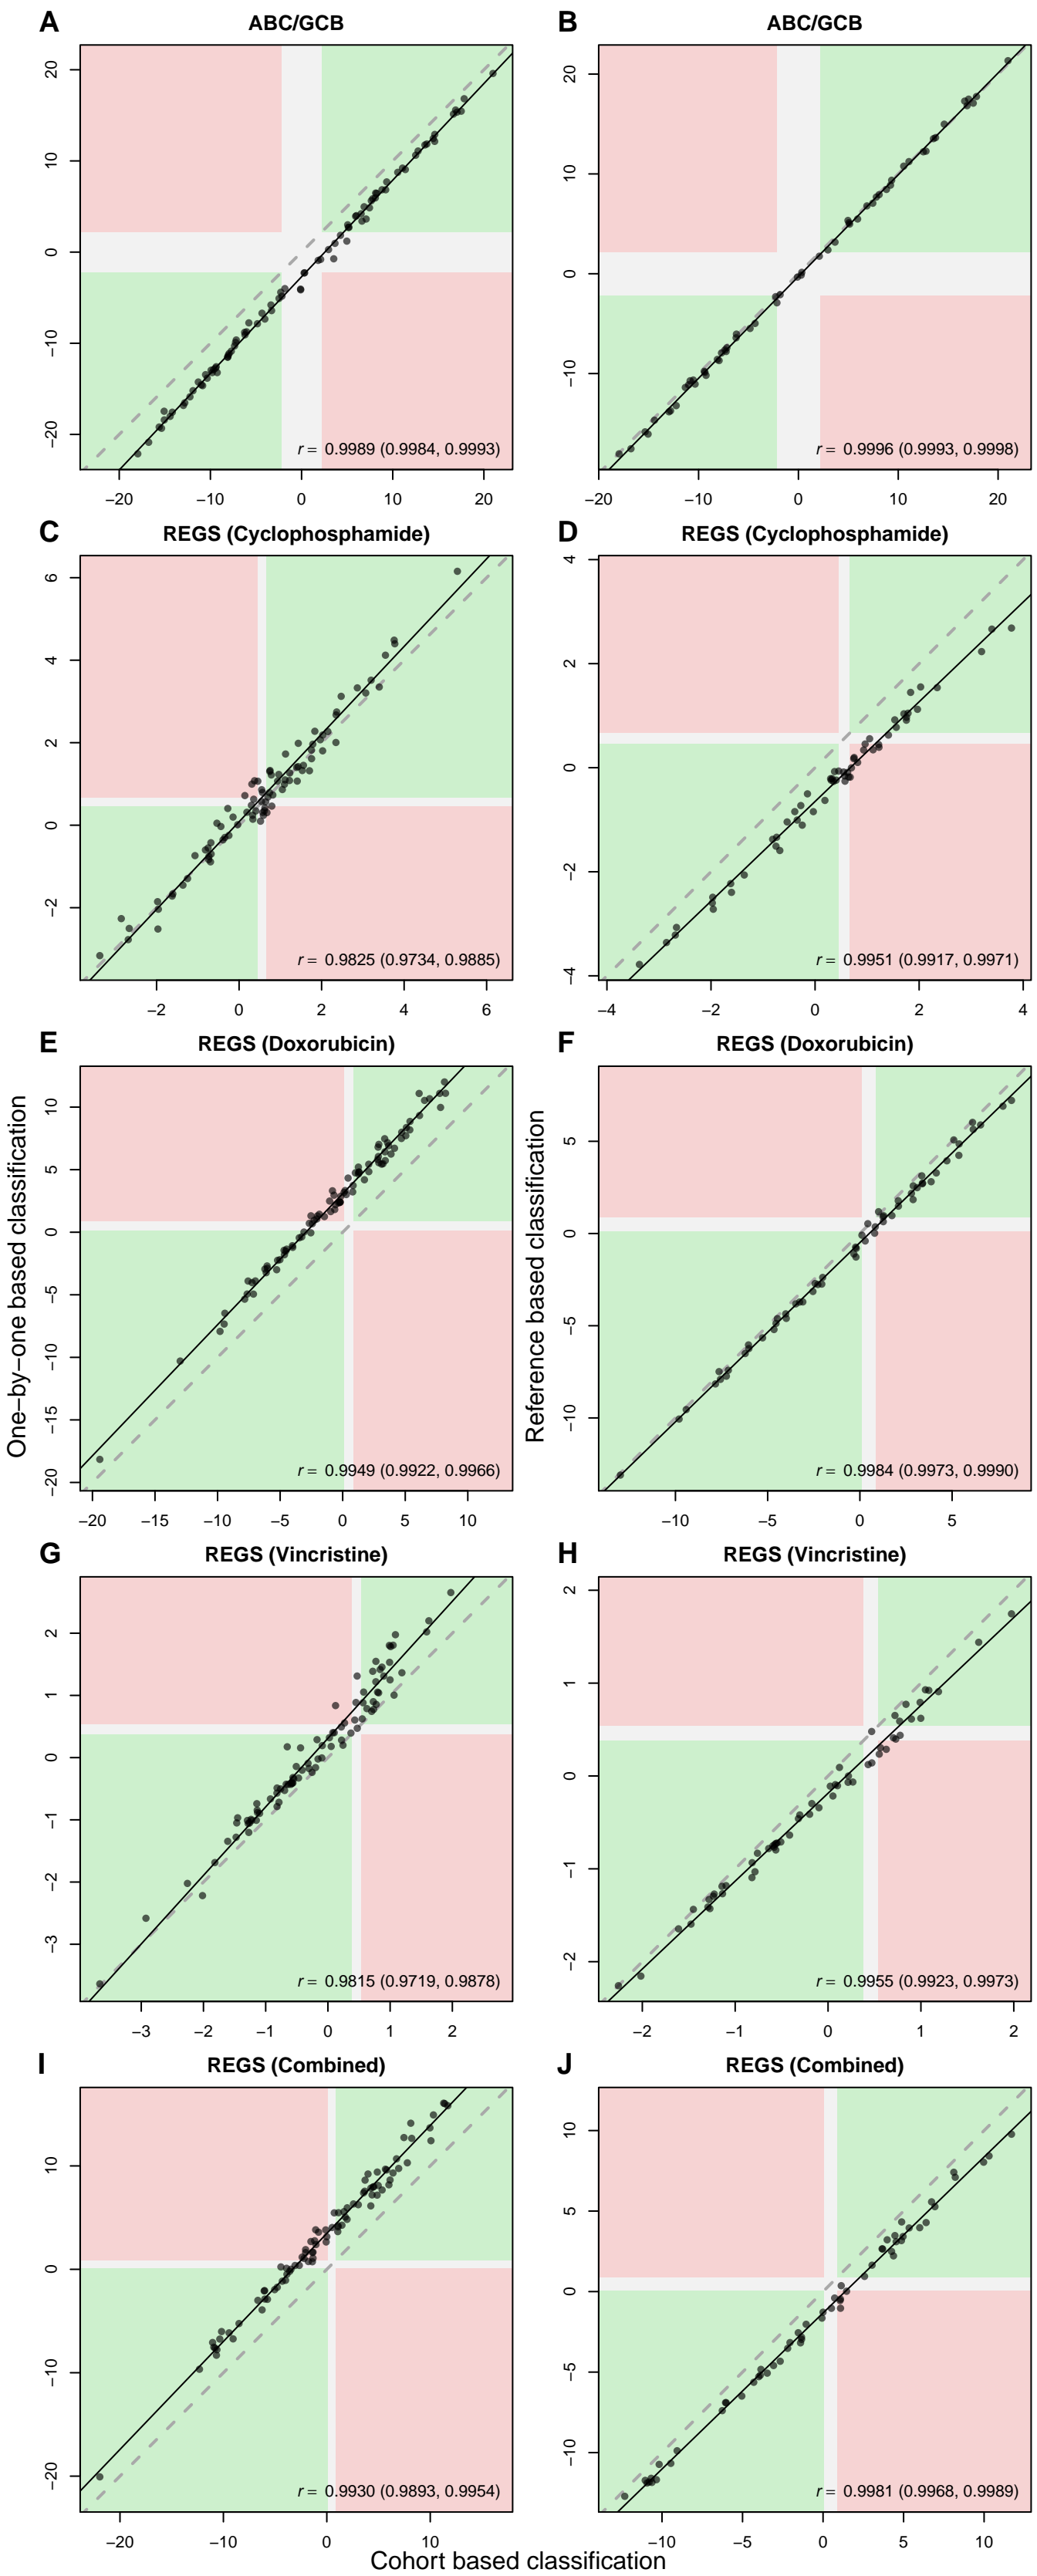 A ABC/GCB
20
10
0
−10
−20
r = 0.9989 (0.9984, 0.9993)
−20 −10 0 10 20
B ABC/GCB
20
10
0
−10
r = 0.9996 (0.9993, 0.9998)
−20 −10 0 10 20
C REGS (Cyclophosphamide)
6
4
2
0
−2
r = 0.9825 (0.9734, 0.9885)
−2 0 2 4 6
D REGS (Cyclophosphamide)
4
2
0
−2
−4
r = 0.9951 (0.9917, 0.9971)
−4 −2 0 2 4
One−by−one based classification
E REGS (Doxorubicin)
10
5
0
−5
−10
−15
−20
r = 0.9949 (0.9922, 0.9966)
−20 −15 −10 −5 0 5 10
Reference based classification
F REGS (Doxorubicin)
5
0
−5
−10
r = 0.9984 (0.9973, 0.9990)
−10 −5 0 5
G REGS (Vincristine)
2
1
0
−1
−2
−3
r = 0.9815 (0.9719, 0.9878)
−3 −2 −1 0 1 2
H REGS (Vincristine)
2
1
0
−1
−2
r = 0.9955 (0.9923, 0.9973)
−2 −1 0 1 2
I REGS (Combined)
10
0
−10
−20
r = 0.9930 (0.9893, 0.9954)
−20 −10 0 10
J REGS (Combined)
10
5
0
−5
−10
r = 0.9981 (0.9968, 0.9989)
−10 −5 0 5 10
Cohort based classification